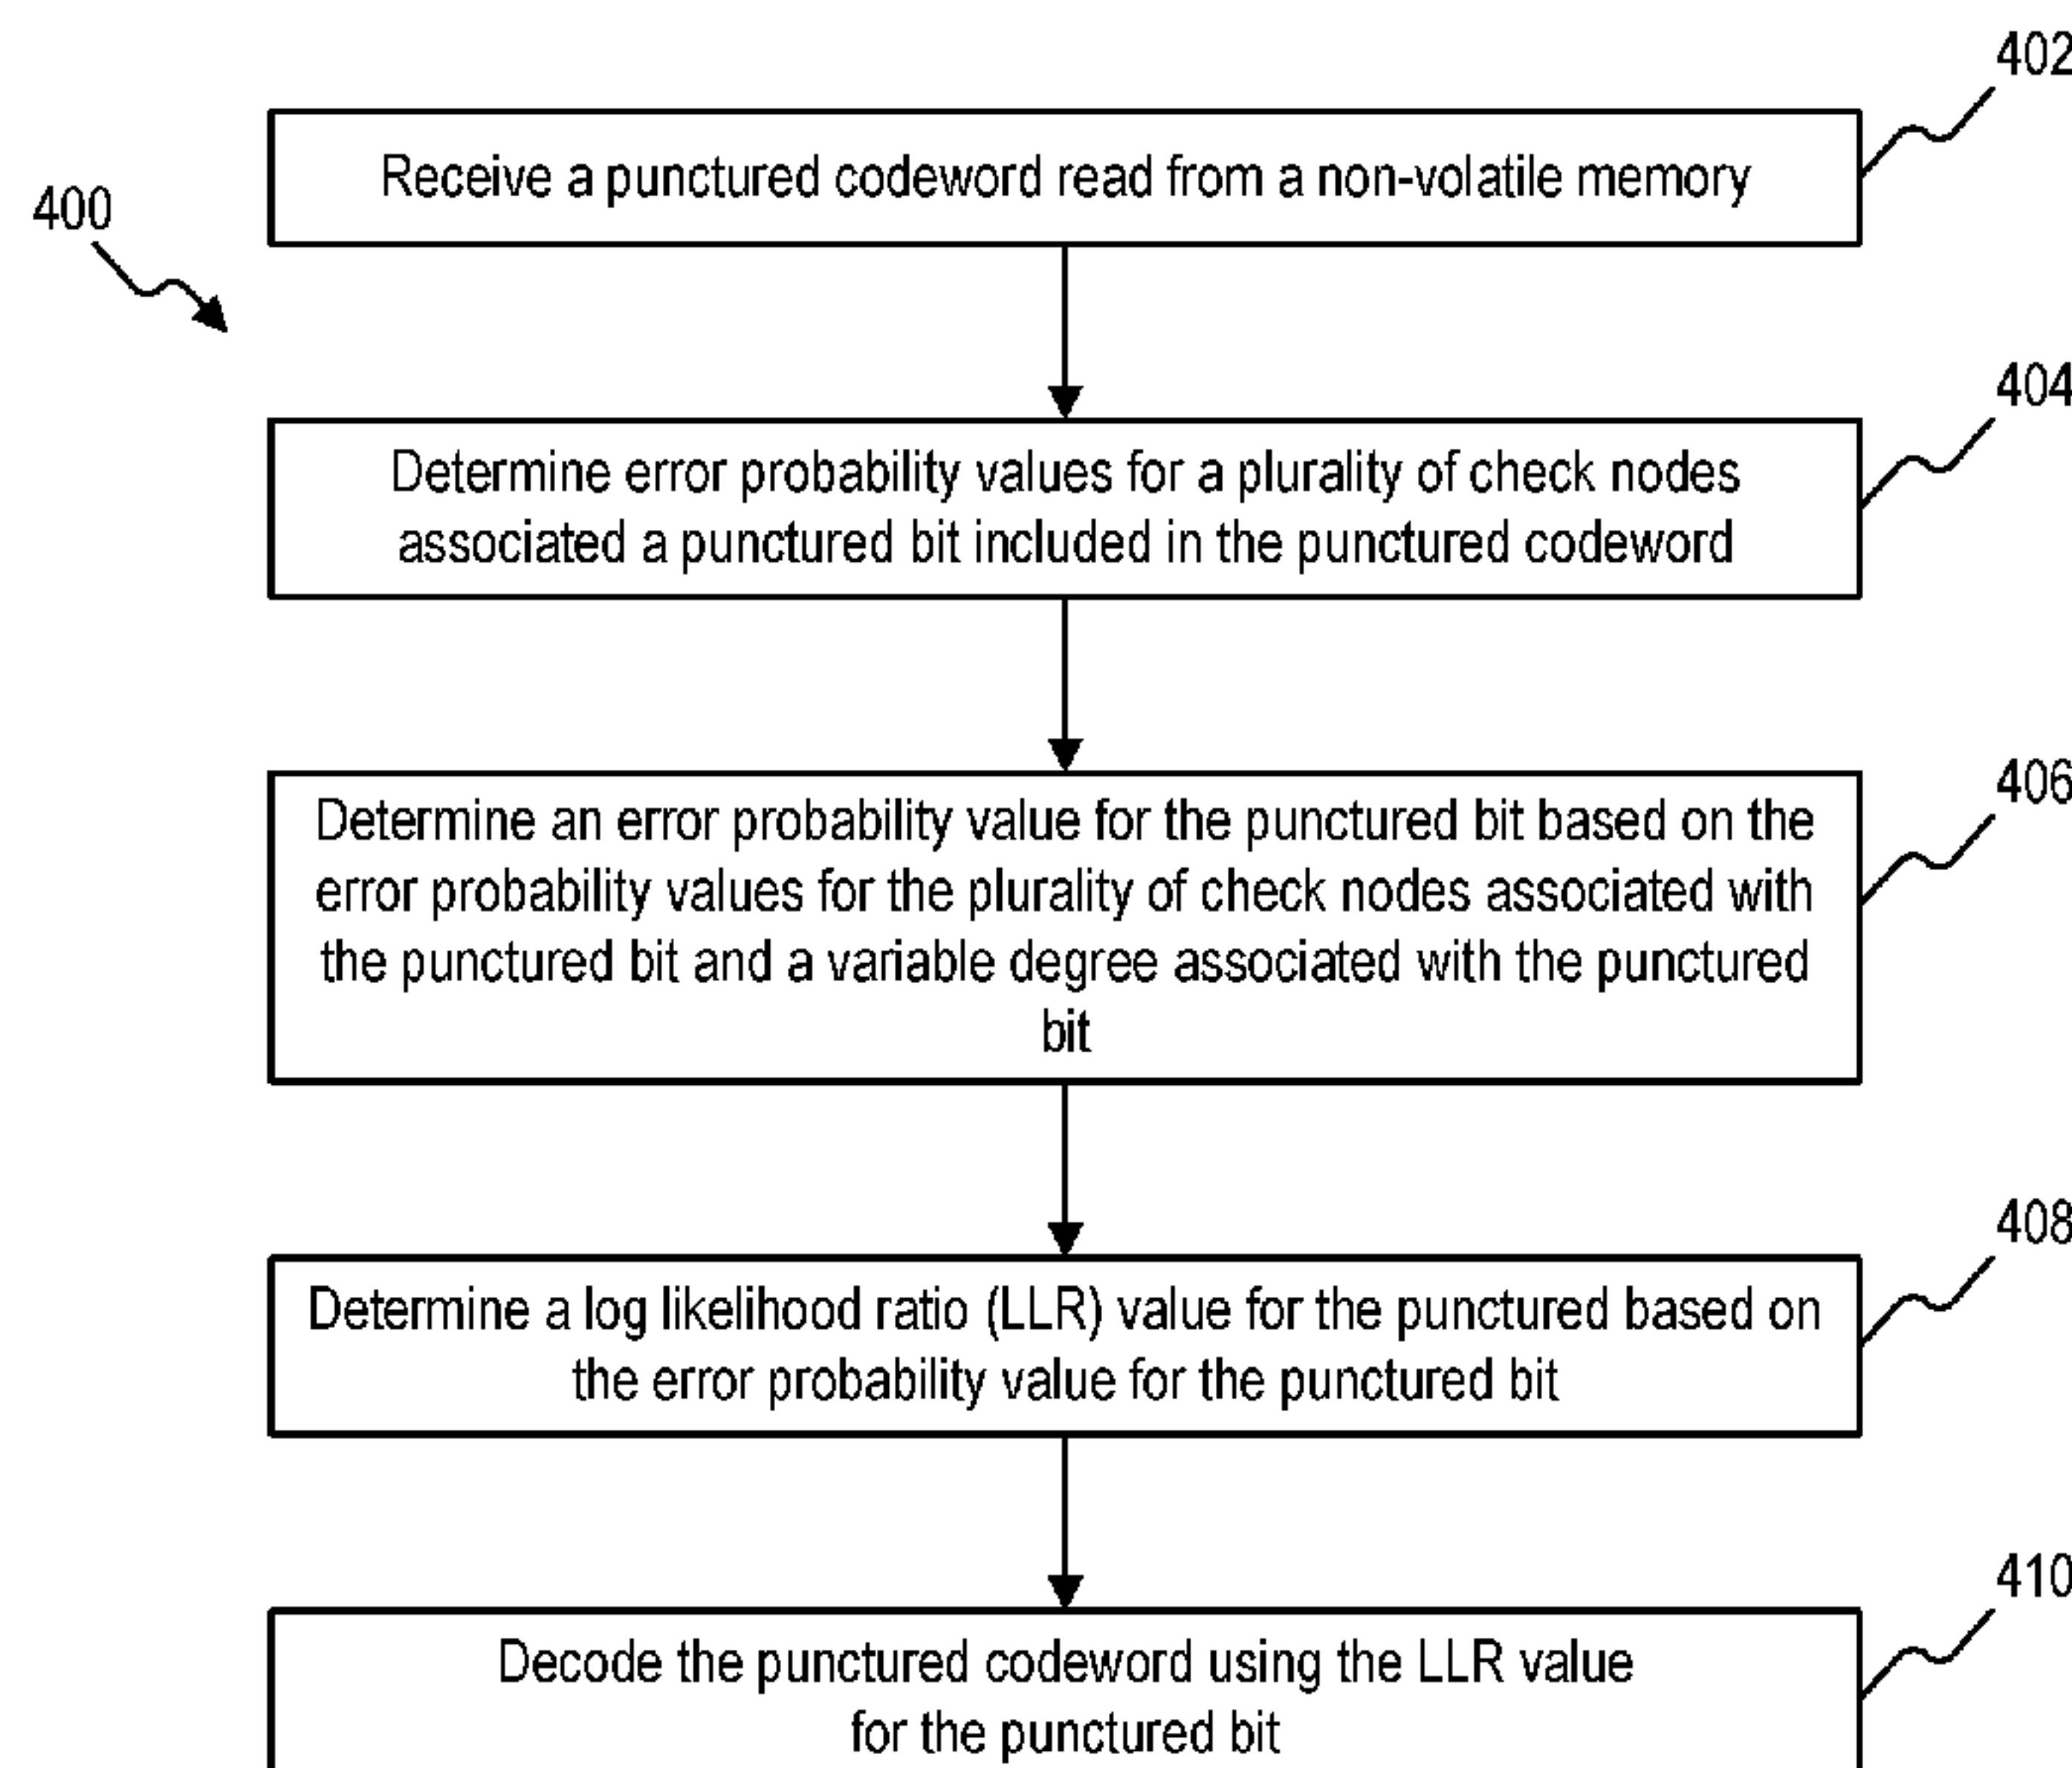 402
Receive a punctured codeword read from a non-volatile memory
400
404
Determine error probability values for a plurality of check nodes
associated a punctured bit included in the punctured codeword
406
Determine an error probability value for the punctured bit based on the
error probability values for the plurality of check nodes associated with
the punctured bit and a variable degree associated with the punctured
bit
408
Determine a log likelihood ratio (LLR) value for the punctured based on
the error probability value for the punctured bit
410
Decode the punctured codeword using the LLR value
for the punctured bit